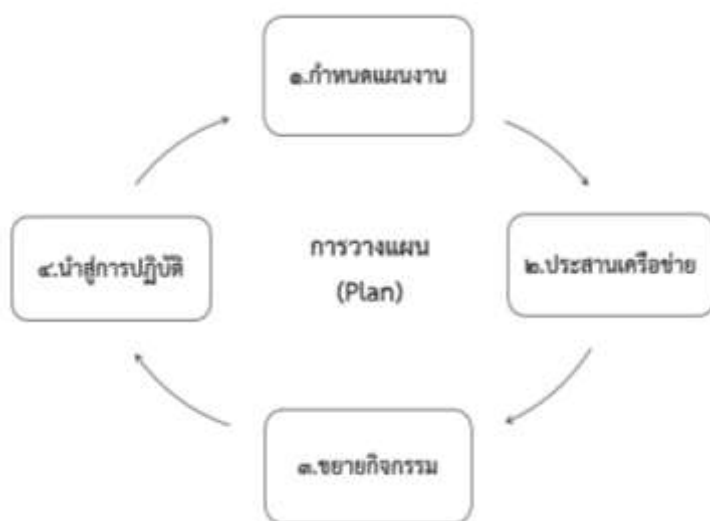 ๑.กำหนดแผนงาน
๒.ประสานเครือข่าย
๓.ขยายกิจกรรม
๔.นำสู่การปฏิบัติ
การวางแผน
(Plan)